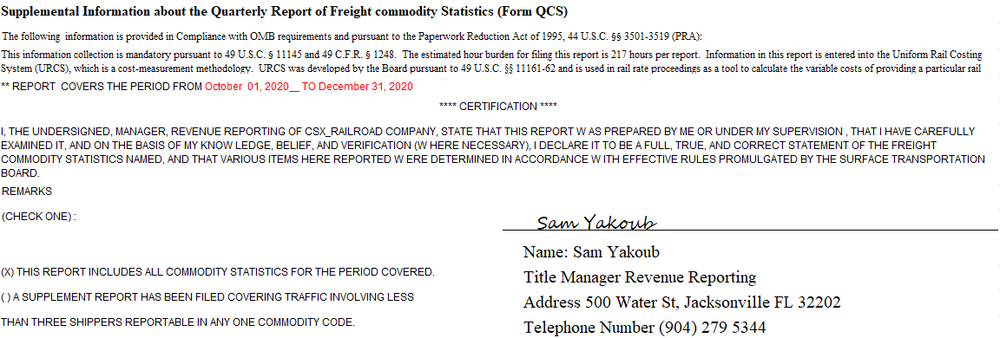 Supplemental Information about the Quarterly Report of Freight commodity Statistics (Form QCS)
The following information is provided in Compliance with OMB requirements and pursuant to the Paperwork Reduction Act of 1995, 44 U.S.C. §§ 3501-3519 (PRA):
This information collection is mandatory pursuant to 49 U.S.C. § 11145 and 49 C.F.R. § 1248. The estimated hour burden for filing this report is 217 hours per report. Information in this report is entered into the Uniform Rail Costing
System (URCS), which is a cost-measurement methodology. URCS was developed by the Board pursuant to 49 U.S.C. §§ 11161-62 and is used in rail rate proceedings as a tool to calculate the variable costs of providing a particular rail
** REPORT COVERS THE PERIOD FROM October 01, 2020__ TO December 31, 2020
**** CERTIFICATION ****
I, THE UNDERSIGNED, MANAGER, REVENUE REPORTING OF CSX_RAILROAD COMPANY, STATE THAT THIS REPORT W AS PREPARED BY ME OR UNDER MY SUPERVISION , THAT I HAVE CAREFULLY
EXAMINED IT, AND ON THE BASIS OF MY KNOW LEDGE, BELIEF, AND VERIFICATION (W HERE NECESSARY), I DECLARE IT TO BE A FULL, TRUE, AND CORRECT STATEMENT OF THE FREIGHT
COMMODITY STATISTICS NAMED, AND THAT VARIOUS ITEMS HERE REPORTED W ERE DETERMINED IN ACCORDANCE W ITH EFFECTIVE RULES PROMULGATED BY THE SURFACE TRANSPORTATION
BOARD.
REMARKS
(CHECK ONE) :
Sam Yakoub
Name: Sam Yakoub
(X) THIS REPORT INCLUDES ALL COMMODITY STATISTICS FOR THE PERIOD COVERED.
Title Manager Revenue Reporting
( ) A SUPPLEMENT REPORT HAS BEEN FILED COVERING TRAFFIC INVOLVING LESS
Address 500 Water St, Jacksonville FL 32202
THAN THREE SHIPPERS REPORTABLE IN ANY ONE COMMODITY CODE.
Telephone Number (904) 279 5344